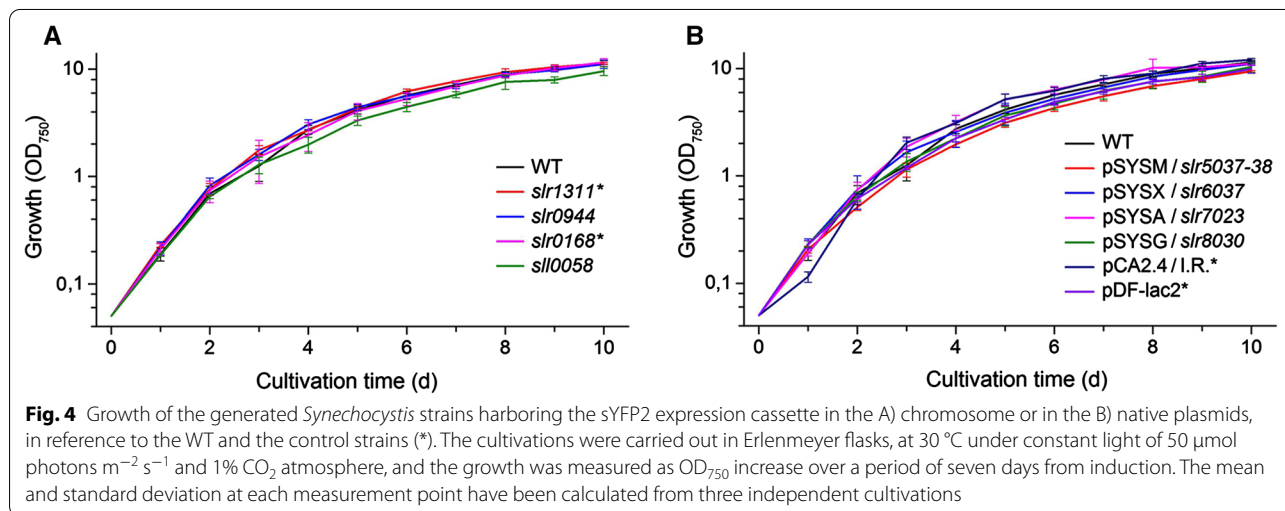 A
Growth (OD750)
10
1
0,1
0 2 4 6 8 10
Cultivation time (d)
WT
slr1311*
slr0944
slr0168*
sll0058
B
Growth (OD750)
10
1
0,1
0 2 4 6 8 10
Cultivation time (d)
WT
pSYSM / slr5037-38
pSYSX / slr6037
pSYSA / slr7023
pSYSG / slr8030
pCA2.4 / I.R.*
pDF-lac2*
Fig. 4 Growth of the generated Synechocystis strains harboring the sYFP2 expression cassette in the A) chromosome or in the B) native plasmids,
in reference to the WT and the control strains (*). The cultivations were carried out in Erlenmeyer flasks, at 30 °C under constant light of 50 μmol
photons m−2 s−1 and 1% CO2 atmosphere, and the growth was measured as OD750 increase over a period of seven days from induction. The mean
and standard deviation at each measurement point have been calculated from three independent cultivations